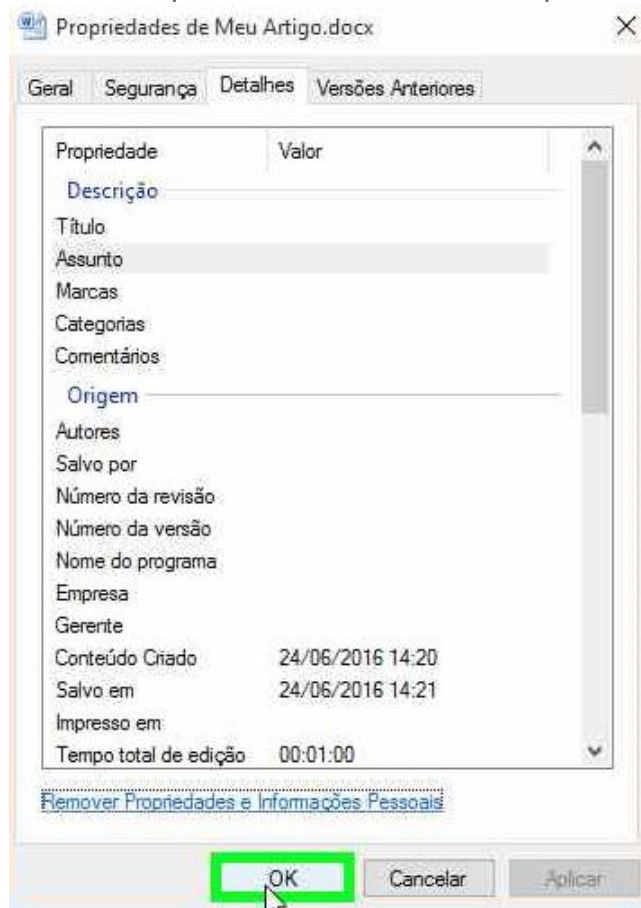 Propriedades de Meu Artigo.docx
Geral Segurança Detalhes Versões Anteriores
Propriedade Valor
Descrição
Título
Assunto
Marcas
Categorias
Comentários
Origem
Autores
Salvo por
Número da revisão
Número da versão
Nome do programa
Empresa
Gerente
Conteúdo Criado 24/06/2016 14:20
Salvo em 24/06/2016 14:21
Impresso em
Tempo total de edição 00:01:00
Remover Propriedades e Informações Pessoais
OK Cancelar Aplicar